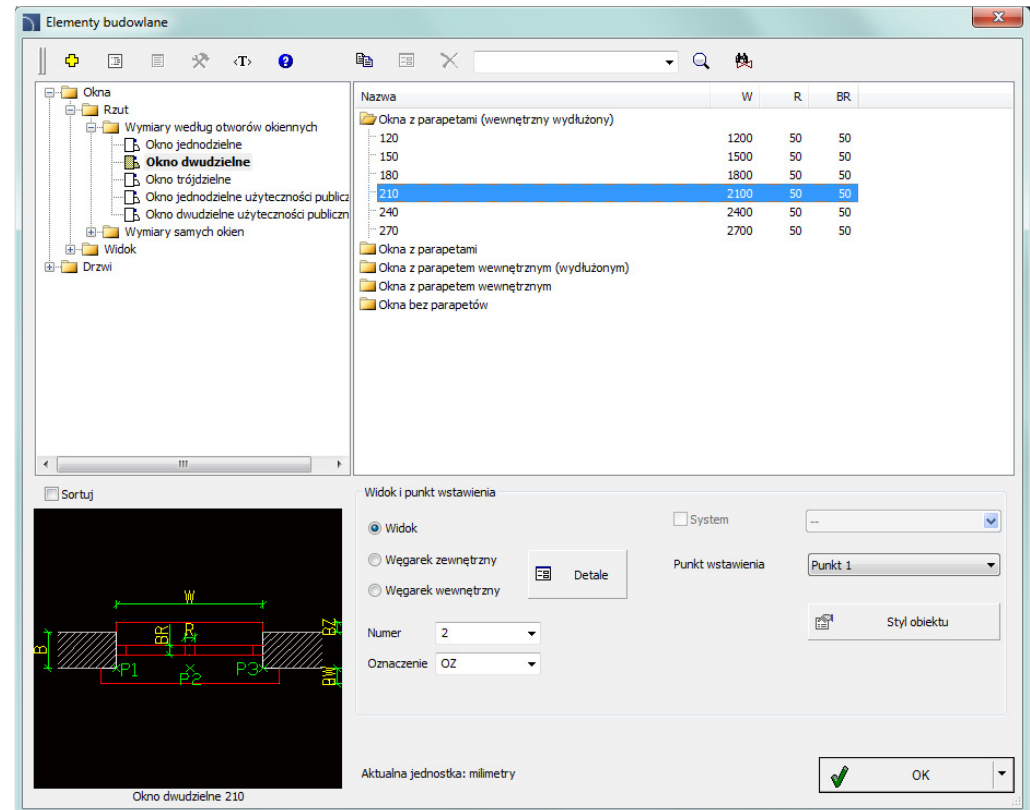 Elementy budowlane
‹T›
Okna
Rzut
Wymiary według otworów okiennych
Okno jednodzielne
Okno dwudzielne
Okno trójdzielne
Okno jednodzielne użyteczności publicz
Okno dwudzielne użyteczności publiczn
Wymiary samych okien
Widok
Drzwi
Nazwa W R BR
Okna z parapetami (wewnętrzny wydłużony)
120 1200 50 50
150 1500 50 50
180 1800 50 50
210 2100 50 50
240 2400 50 50
270 2700 50 50
Okna z parapetami
Okna z parapetem wewnętrznym (wydłużonym)
Okna z parapetem wewnętrznym
Okna bez parapetów
Sortuj
W
B BR R BZ
P1 P2 P3 BW
Okno dwudzielne 210
Widok i punkt wstawienia
Widok
Węgarek zewnętrzny
Węgarek wewnętrzny
Detale
Numer 2
Oznaczenie OZ
System --
Punkt wstawienia Punkt 1
Styl obiektu
Aktualna jednostka: milimetry
OK